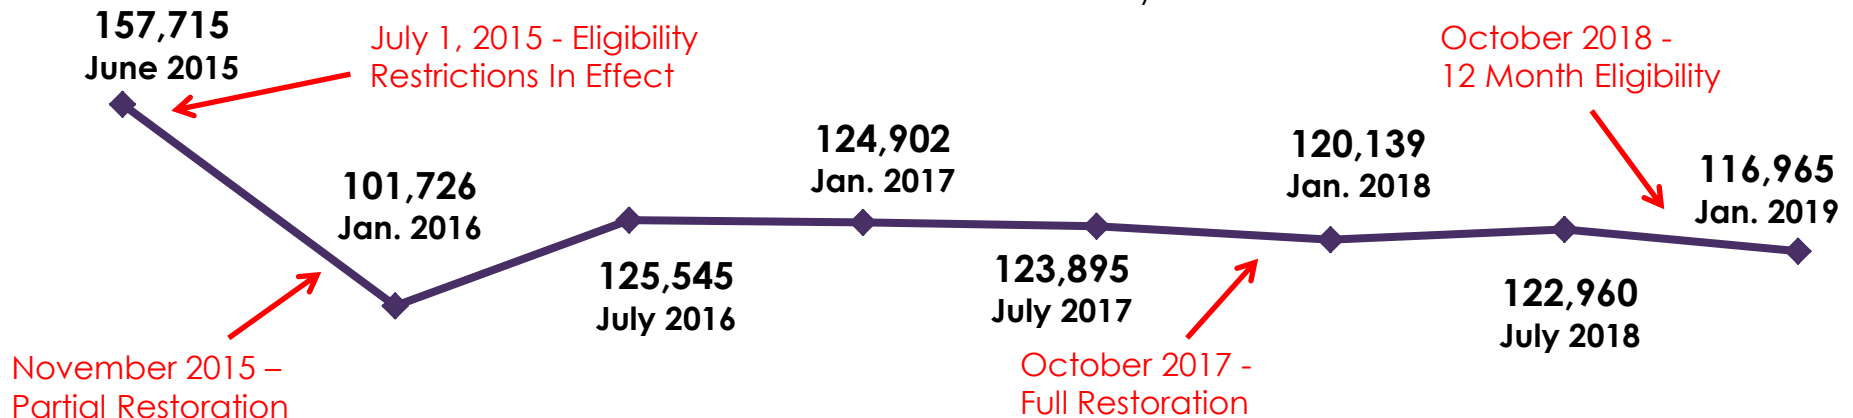 157,715
June 2015
July 1, 2015 - Eligibility
Restrictions In Effect
October 2018 -
12 Month Eligibility
101,726
Jan. 2016
124,902
Jan. 2017
120,139
Jan. 2018
116,965
Jan. 2019
125,545
July 2016
123,895
July 2017
122,960
July 2018
November 2015 –
Partial Restoration
October 2017 -
Full Restoration